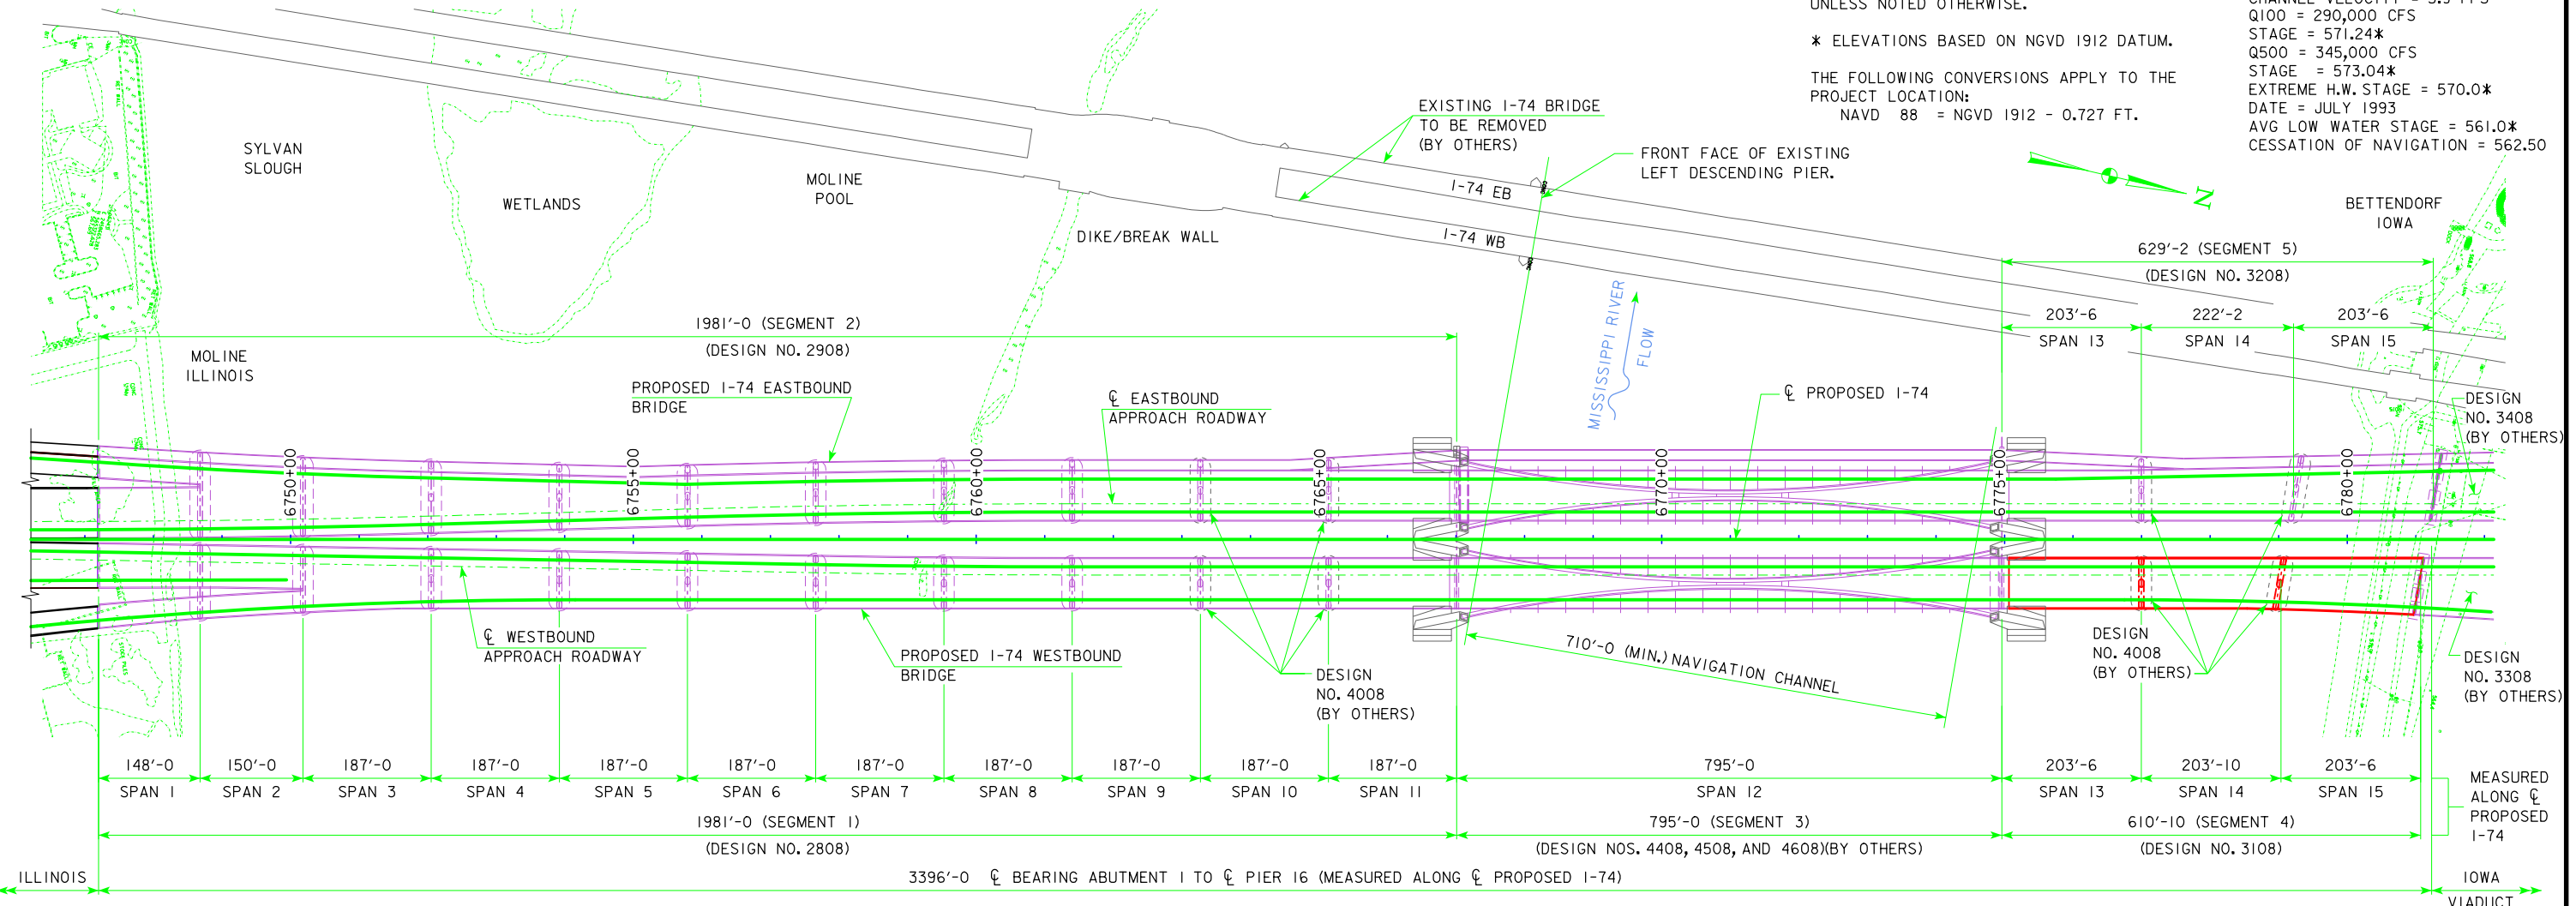 UNLESS NOTED OTHERWISE.
* ELEVATIONS BASED ON NGVD 1912 DATUM.
THE FOLLOWING CONVERSIONS APPLY TO THE
PROJECT LOCATION:
NAVD 88 = NGVD 1912 - 0.727 FT.
Q100 = 290,000 CFS
STAGE = 571.24*
Q500 = 345,000 CFS
STAGE = 573.04*
EXTREME H.W. STAGE = 570.0*
DATE = JULY 1993
AVG LOW WATER STAGE = 561.0*
CESSATION OF NAVIGATION = 562.50
EXISTING I-74 BRIDGE
TO BE REMOVED
(BY OTHERS)
FRONT FACE OF EXISTING
LEFT DESCENDING PIER.
SYLVAN
SLOUGH
WETLANDS
MOLINE
POOL
DIKE/BREAK WALL
I-74 EB
I-74 WB
N
BETTENDORF
IOWA
629'-2 (SEGMENT 5)
(DESIGN NO. 3208)
203'-6
222'-2
203'-6
SPAN 13
SPAN 14
SPAN 15
1981'-0 (SEGMENT 2)
(DESIGN NO. 2908)
MOLINE
ILLINOIS
MISSISSIPPI RIVER
FLOW
PROPOSED I-74 EASTBOUND
BRIDGE
℄ EASTBOUND
APPROACH ROADWAY
℄ PROPOSED I-74
DESIGN
NO. 3408
(BY OTHERS)
6750+00
6755+00
6760+00
6765+00
6770+00
6775+00
6780+00
℄ WESTBOUND
APPROACH ROADWAY
PROPOSED I-74 WESTBOUND
BRIDGE
DESIGN
NO. 4008
(BY OTHERS)
710'-0 (MIN.) NAVIGATION CHANNEL
DESIGN
NO. 4008
(BY OTHERS)
DESIGN
NO. 3308
(BY OTHERS)
148'-0
150'-0
187'-0
187'-0
187'-0
187'-0
187'-0
187'-0
187'-0
187'-0
187'-0
795'-0
203'-6
203'-10
203'-6
SPAN 1
SPAN 2
SPAN 3
SPAN 4
SPAN 5
SPAN 6
SPAN 7
SPAN 8
SPAN 9
SPAN 10
SPAN 11
SPAN 12
SPAN 13
SPAN 14
SPAN 15
MEASURED
ALONG ℄
PROPOSED
I-74
1981'-0 (SEGMENT 1)
(DESIGN NO. 2808)
795'-0 (SEGMENT 3)
(DESIGN NOS. 4408, 4508, AND 4608)(BY OTHERS)
610'-10 (SEGMENT 4)
(DESIGN NO. 3108)
ILLINOIS
3396'-0 ℄ BEARING ABUTMENT 1 TO ℄ PIER 16 (MEASURED ALONG ℄ PROPOSED I-74)
IOWA
VIADUCT